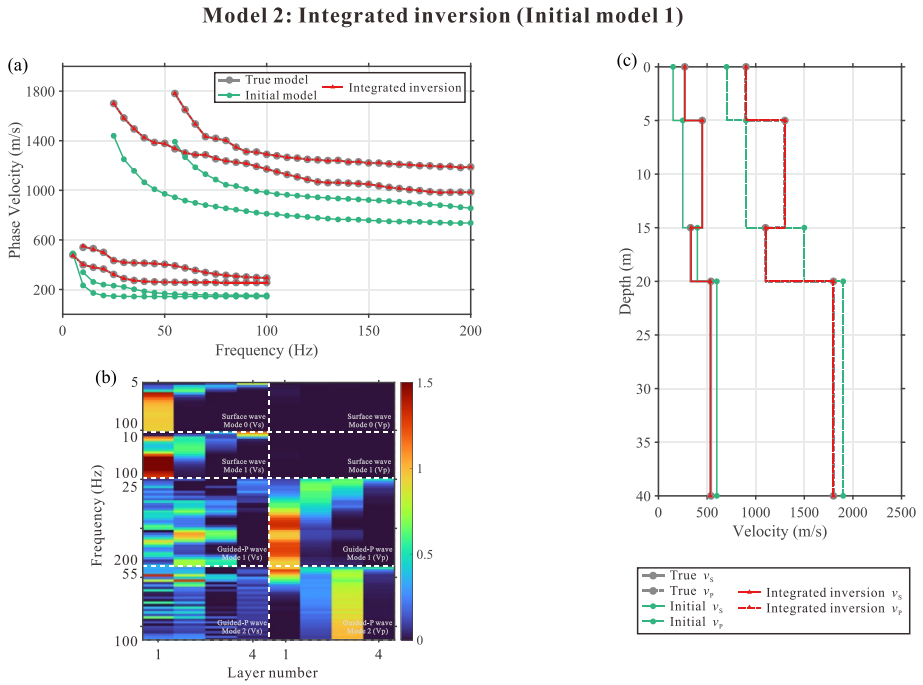 Model 2: Integrated inversion (Initial model 1)
(a)
True model
Initial model
Integrated inversion
1800
1400
1000
600
200
Phase Velocity (m/s)
0 50 100 150 200
Frequency (Hz)
(b)
5
100
10
100
25
200
55
100
Frequency (Hz)
Surface wave
Mode 0 (Vs)
Surface wave
Mode 0 (Vp)
Surface wave
Mode 1 (Vs)
Surface wave
Mode 1 (Vp)
Guided-P wave
Mode 1 (Vs)
Guided-P wave
Mode 1 (Vp)
Guided-P wave
Mode 2 (Vs)
Guided-P wave
Mode 2 (Vp)
1 4 1 4
Layer number
1.5
1
0.5
0
(c)
0
5
10
15
20
25
30
35
40
Depth (m)
0 500 1000 1500 2000 2500
Velocity (m/s)
True vS
True vP
Initial vS
Initial vP
Integrated inversion vS
Integrated inversion vP